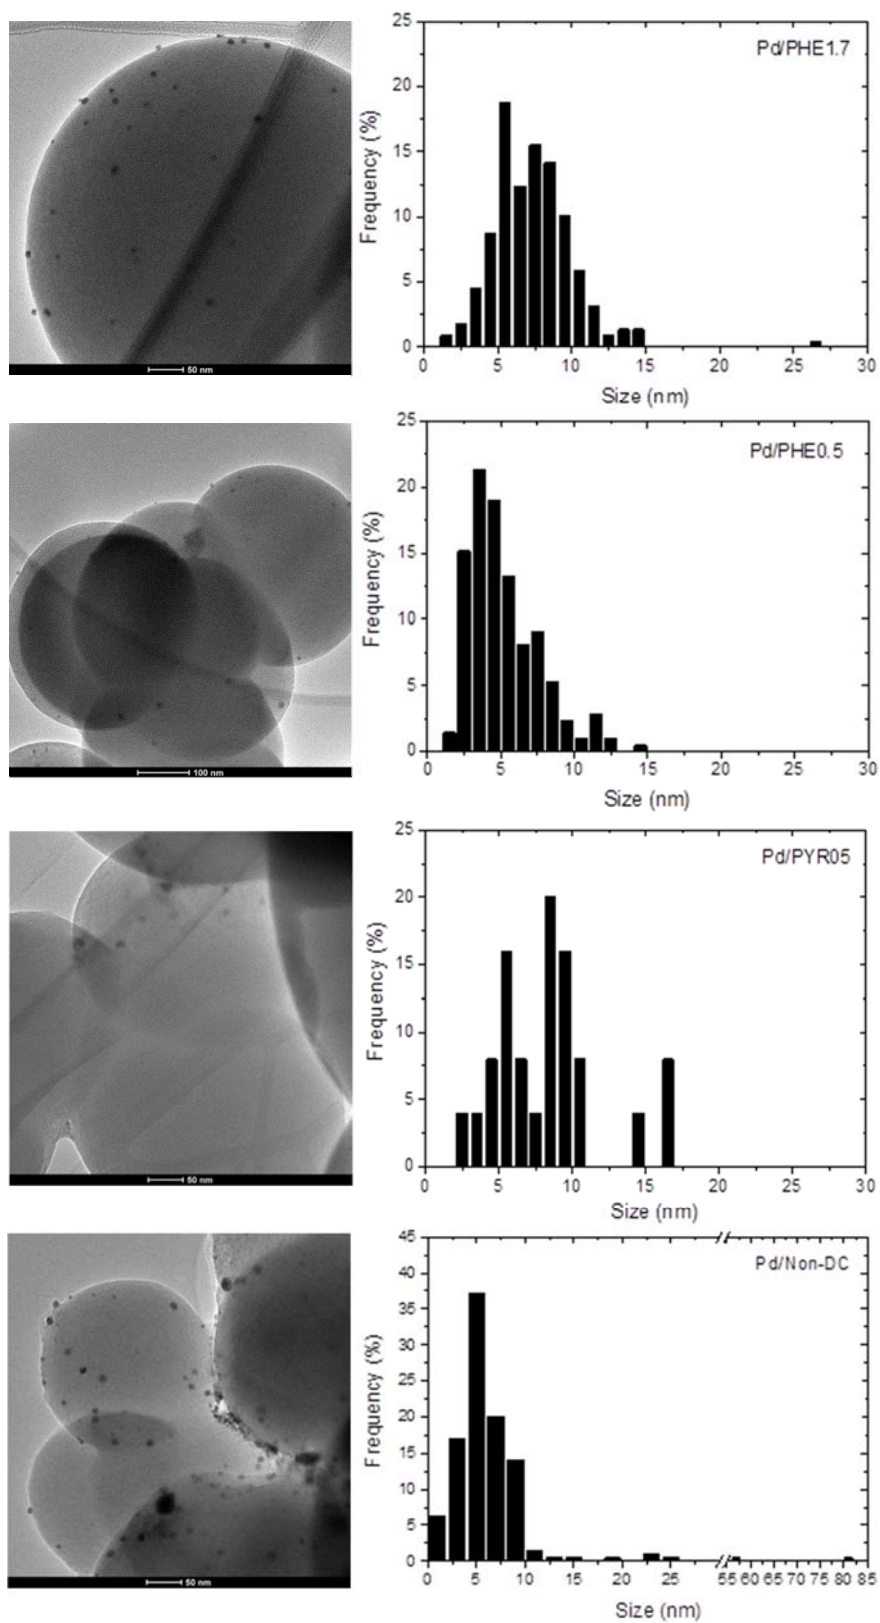 50 nm
25
20
15
10
5
0
Frequency (%)
Pd/PHE1.7
0 5 10 15 20 25 30
Size (nm)
100 nm
25
20
15
10
5
0
Frequency (%)
Pd/PHE0.5
0 5 10 15 20 25 30
Size (nm)
50 nm
25
20
15
10
5
0
Frequency (%)
Pd/PYR05
0 5 10 15 20 25 30
Size (nm)
50 nm
45
40
35
30
25
20
15
10
5
0
Frequency (%)
Pd/Non-DC
0 5 10 15 20 25 55 60 65 70 75 80 85
Size (nm)